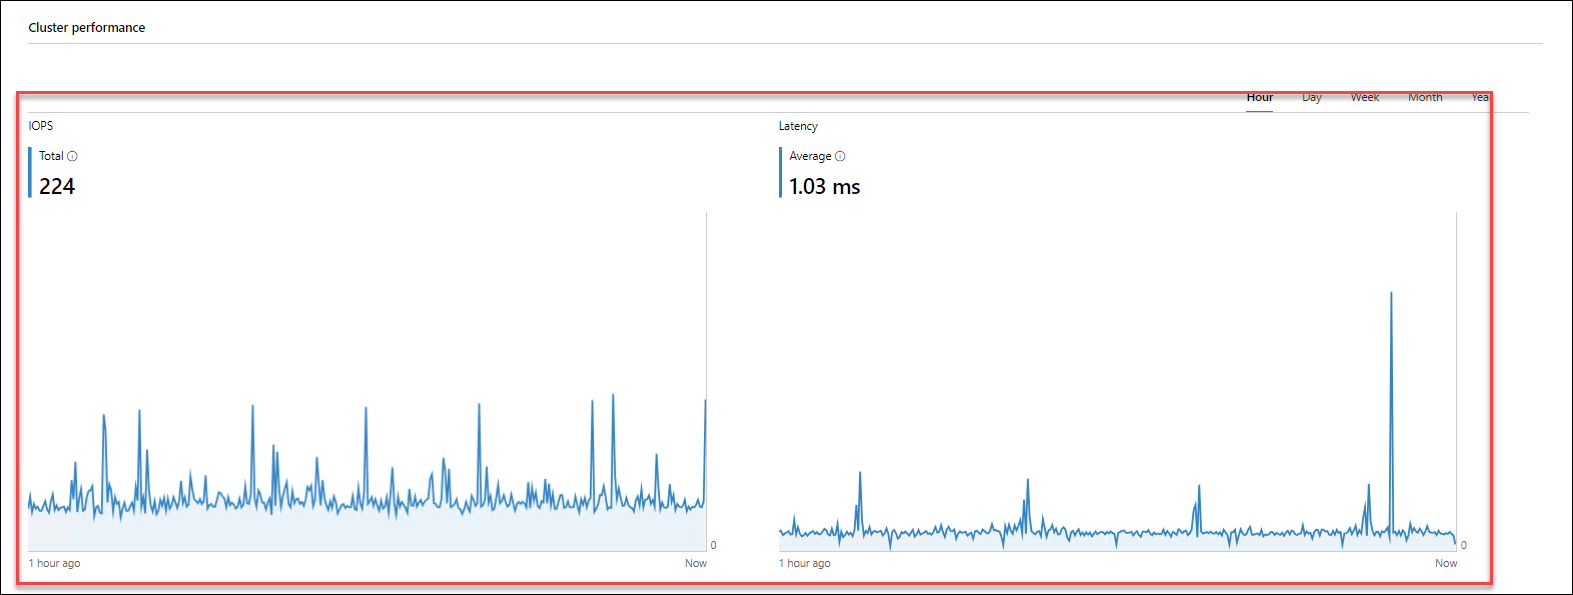 Cluster performance
Hour Day Week Month Yea
IOPS
Total
224
Latency
Average
1.03 ms
0
1 hour ago
Now
0
1 hour ago
Now